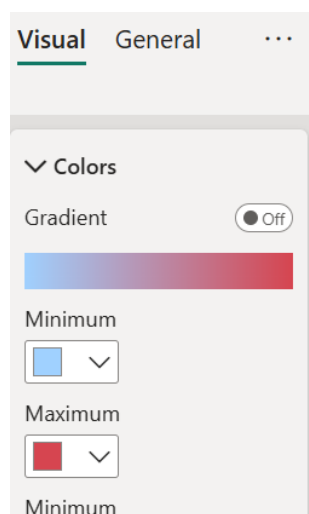 Visual General ...
Colors
Gradient Off
Minimum
Maximum
Minimum